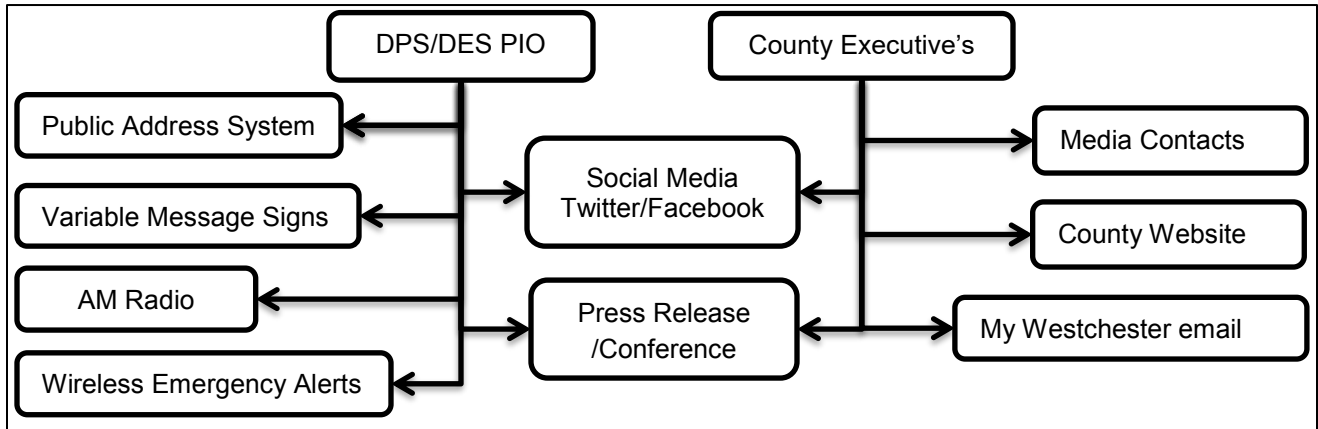 DPS/DES PIO
County Executive’s
Public Address System
Media Contacts
Social Media
Twitter/Facebook
Variable Message Signs
County Website
AM Radio
Press Release
/Conference
My Westchester email
Wireless Emergency Alerts